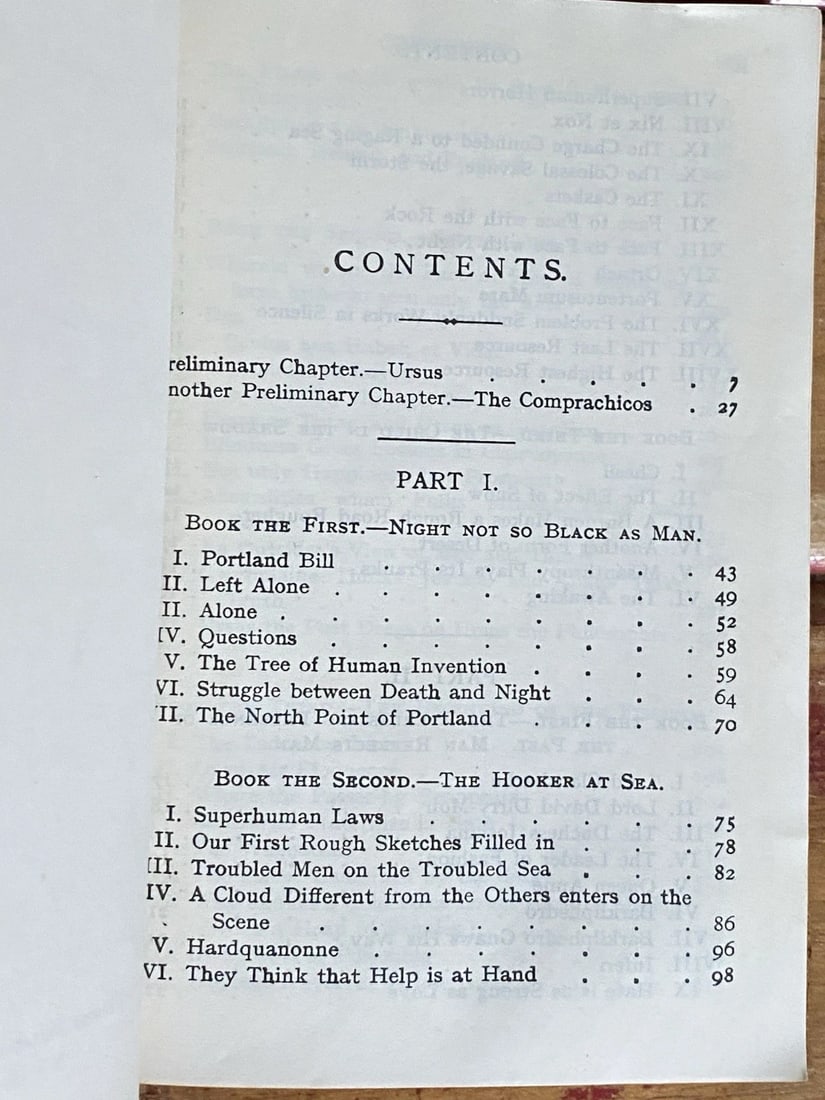 CONTENTS.
reliminary Chapter.—Ursus . . . . . 7
nother Preliminary Chapter.—The Comprachicos . 27
PART I.
BOOK THE FIRST.—NIGHT NOT SO BLACK AS MAN.
I. Portland Bill . . . . . . . 43
II. Left Alone . . . . . . . . 49
II. Alone . . . . . . . . . 52
IV. Questions . . . . . . . . 58
V. The Tree of Human Invention . . . . 59
VI. Struggle between Death and Night . . . 64
II. The North Point of Portland . . . . 70
BOOK THE SECOND.—THE HOOKER AT SEA.
I. Superhuman Laws . . . . . . 75
II. Our First Rough Sketches Filled in . . . 78
III. Troubled Men on the Troubled Sea . . . 82
IV. A Cloud Different from the Others enters on the
Scene . . . . . . . . 86
V. Hardquanonne . . . . . . . 96
VI. They Think that Help is at Hand . . . 98